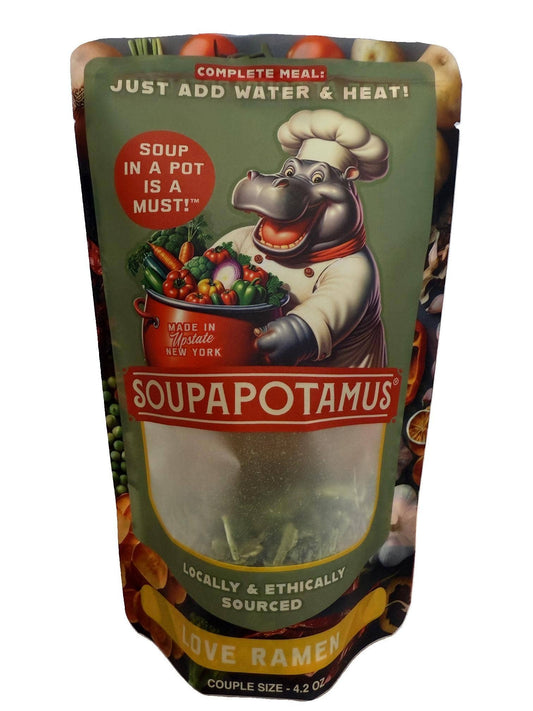 COMPLETE MEAL:
JUST ADD WATER & HEAT!
SOUP
IN A POT
IS A
MUST!™
MADE IN
Upstate
NEW YORK
SOUPAPOTAMUS®
LOCALLY & ETHICALLY
SOURCED
LOVE RAMEN
COUPLE SIZE - 4.2 OZ